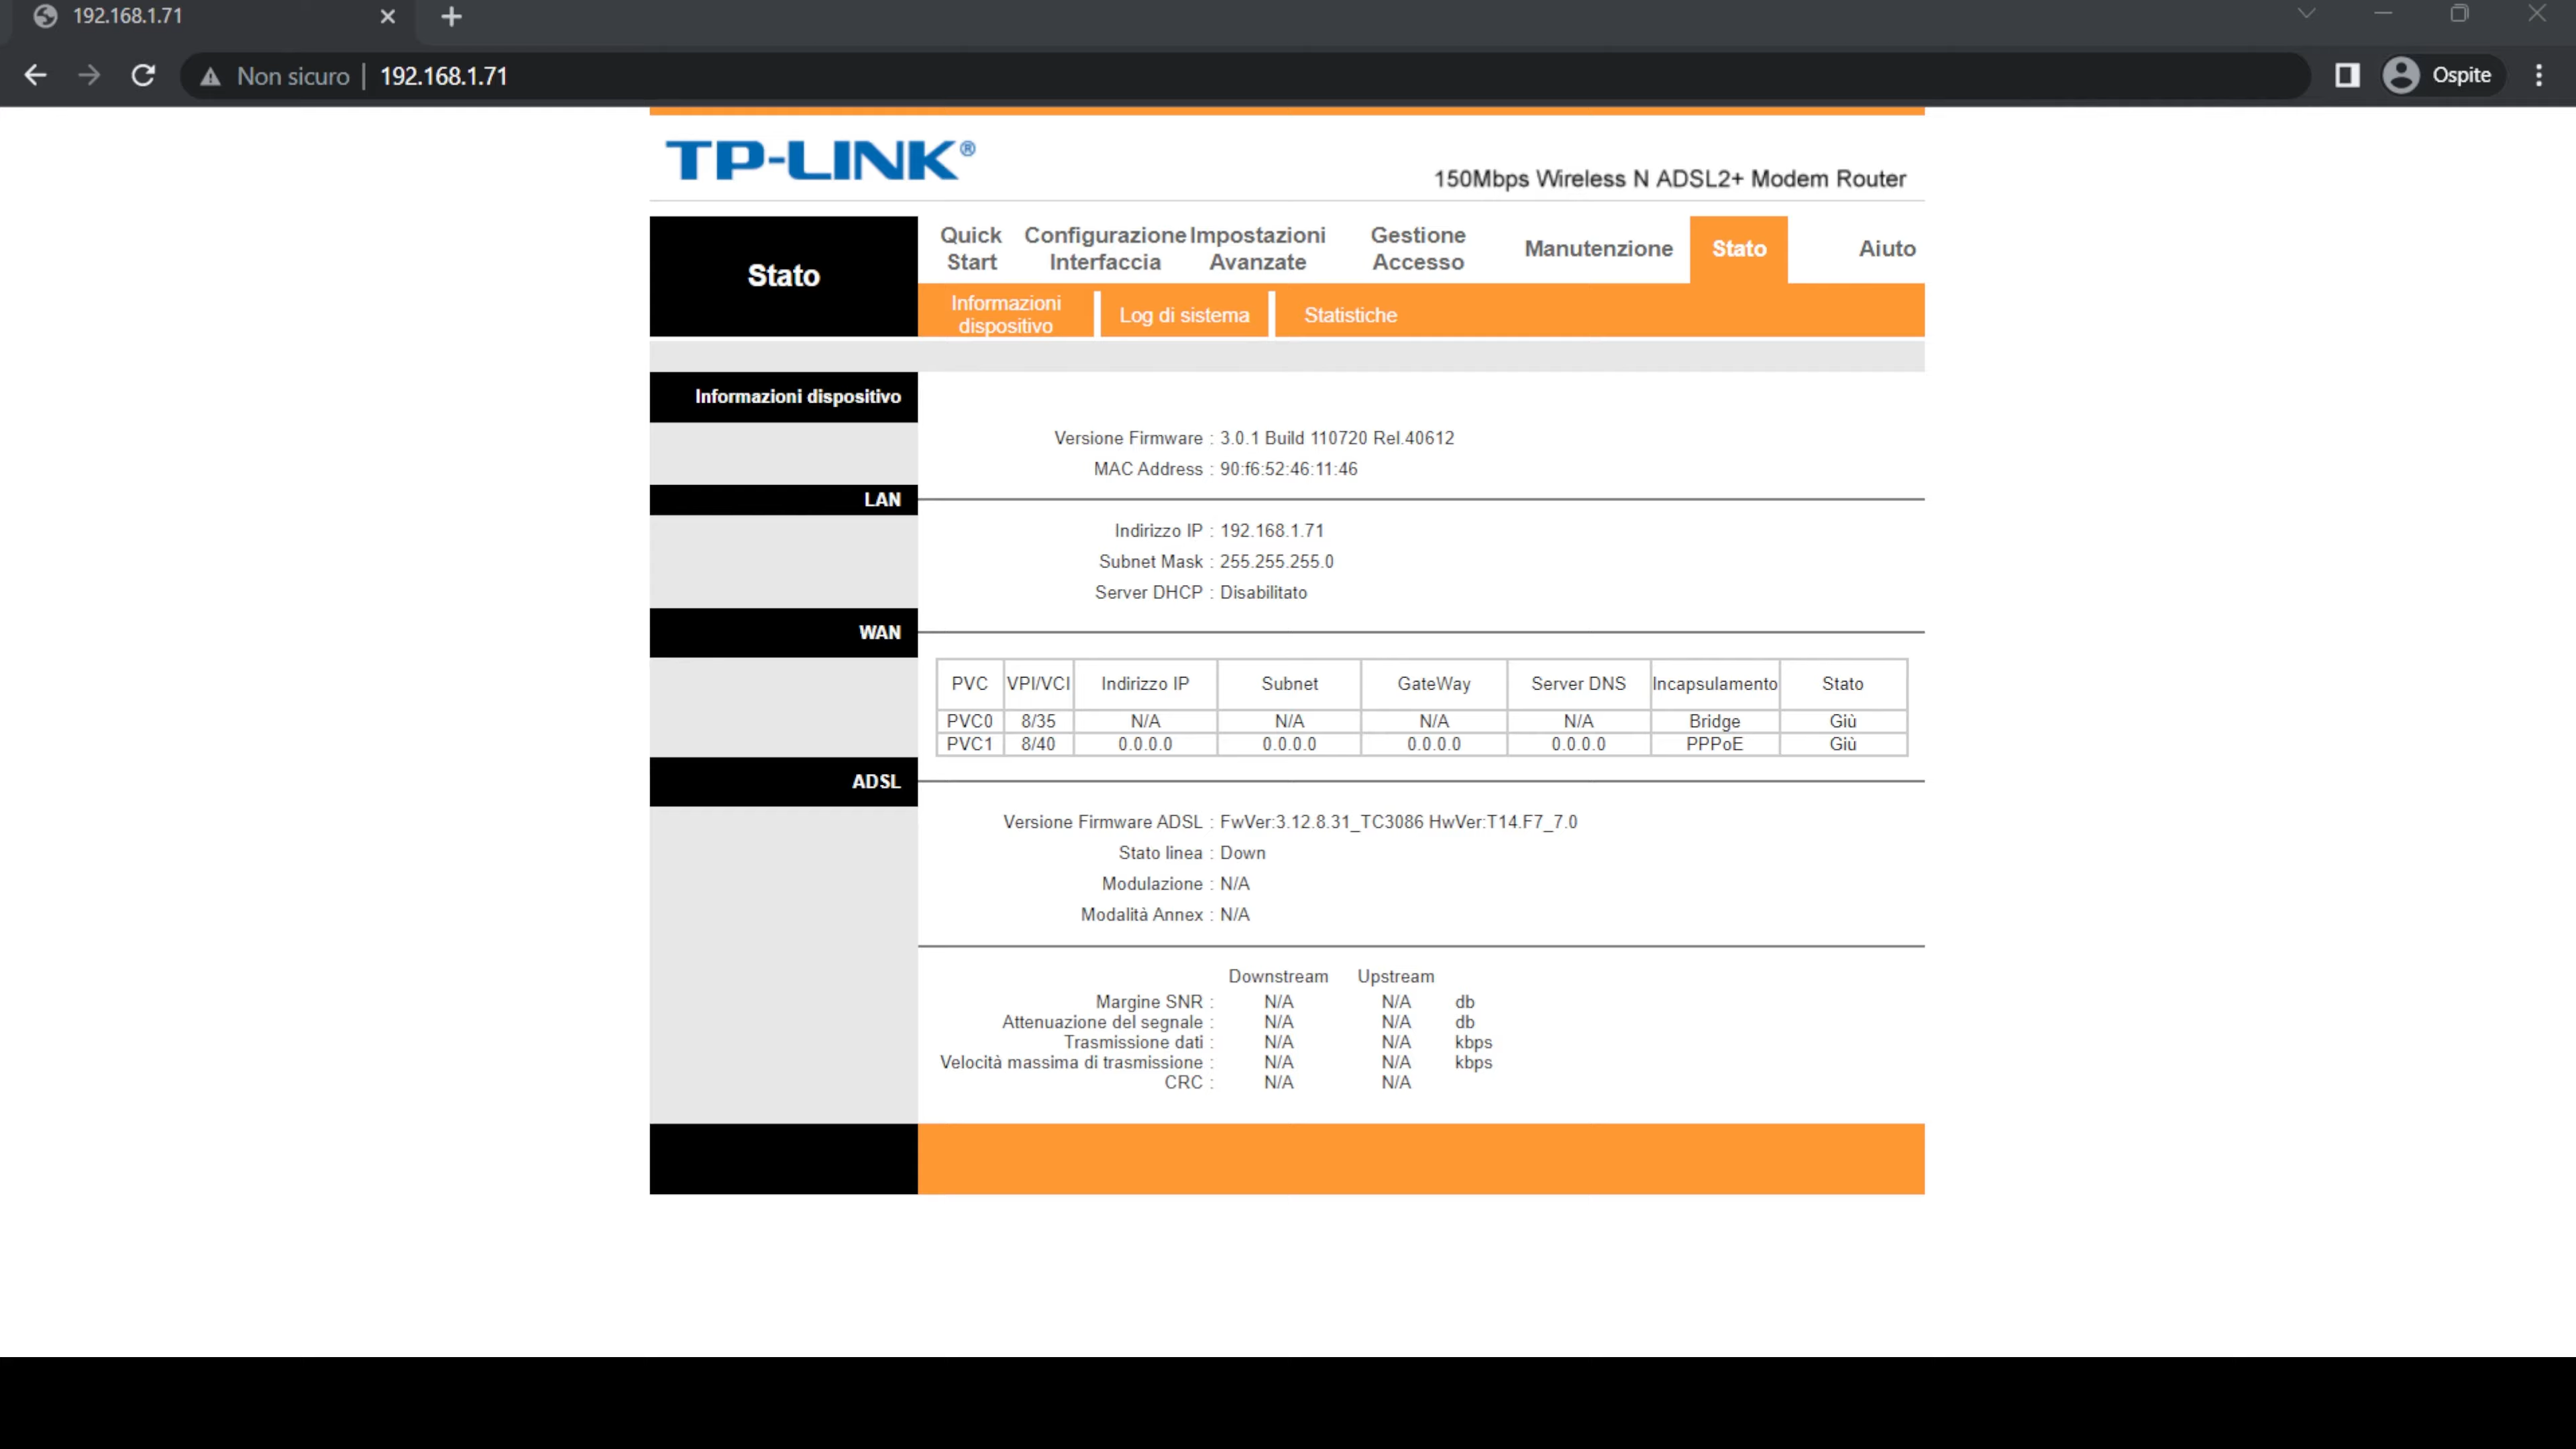 192.168.1.71
Non sicuro | 192.168.1.71
Ospite
TP-LINK®
150Mbps Wireless N ADSL2+ Modem Router
Stato
Quick Start
Configurazione Interfaccia
Impostazioni Avanzate
Gestione Accesso
Manutenzione
Stato
Aiuto
Informazioni dispositivo
Log di sistema
Statistiche
Informazioni dispositivo
Versione Firmware : 3.0.1 Build 110720 Rel.40612
MAC Address : 90:f6:52:46:11:46
LAN
Indirizzo IP : 192.168.1.71
Subnet Mask : 255.255.255.0
Server DHCP : Disabilitato
WAN
PVC VPI/VCI Indirizzo IP Subnet GateWay Server DNS Incapsulamento Stato
PVC0 8/35 N/A N/A N/A N/A Bridge Giù
PVC1 8/40 0.0.0.0 0.0.0.0 0.0.0.0 0.0.0.0 PPPoE Giù
ADSL
Versione Firmware ADSL : FwVer:3.12.8.31_TC3086 HwVer:T14.F7_7.0
Stato linea : Down
Modulazione : N/A
Modalità Annex : N/A
Downstream Upstream
Margine SNR : N/A N/A db
Attenuazione del segnale : N/A N/A db
Trasmissione dati : N/A N/A kbps
Velocità massima di trasmissione : N/A N/A kbps
CRC : N/A N/A